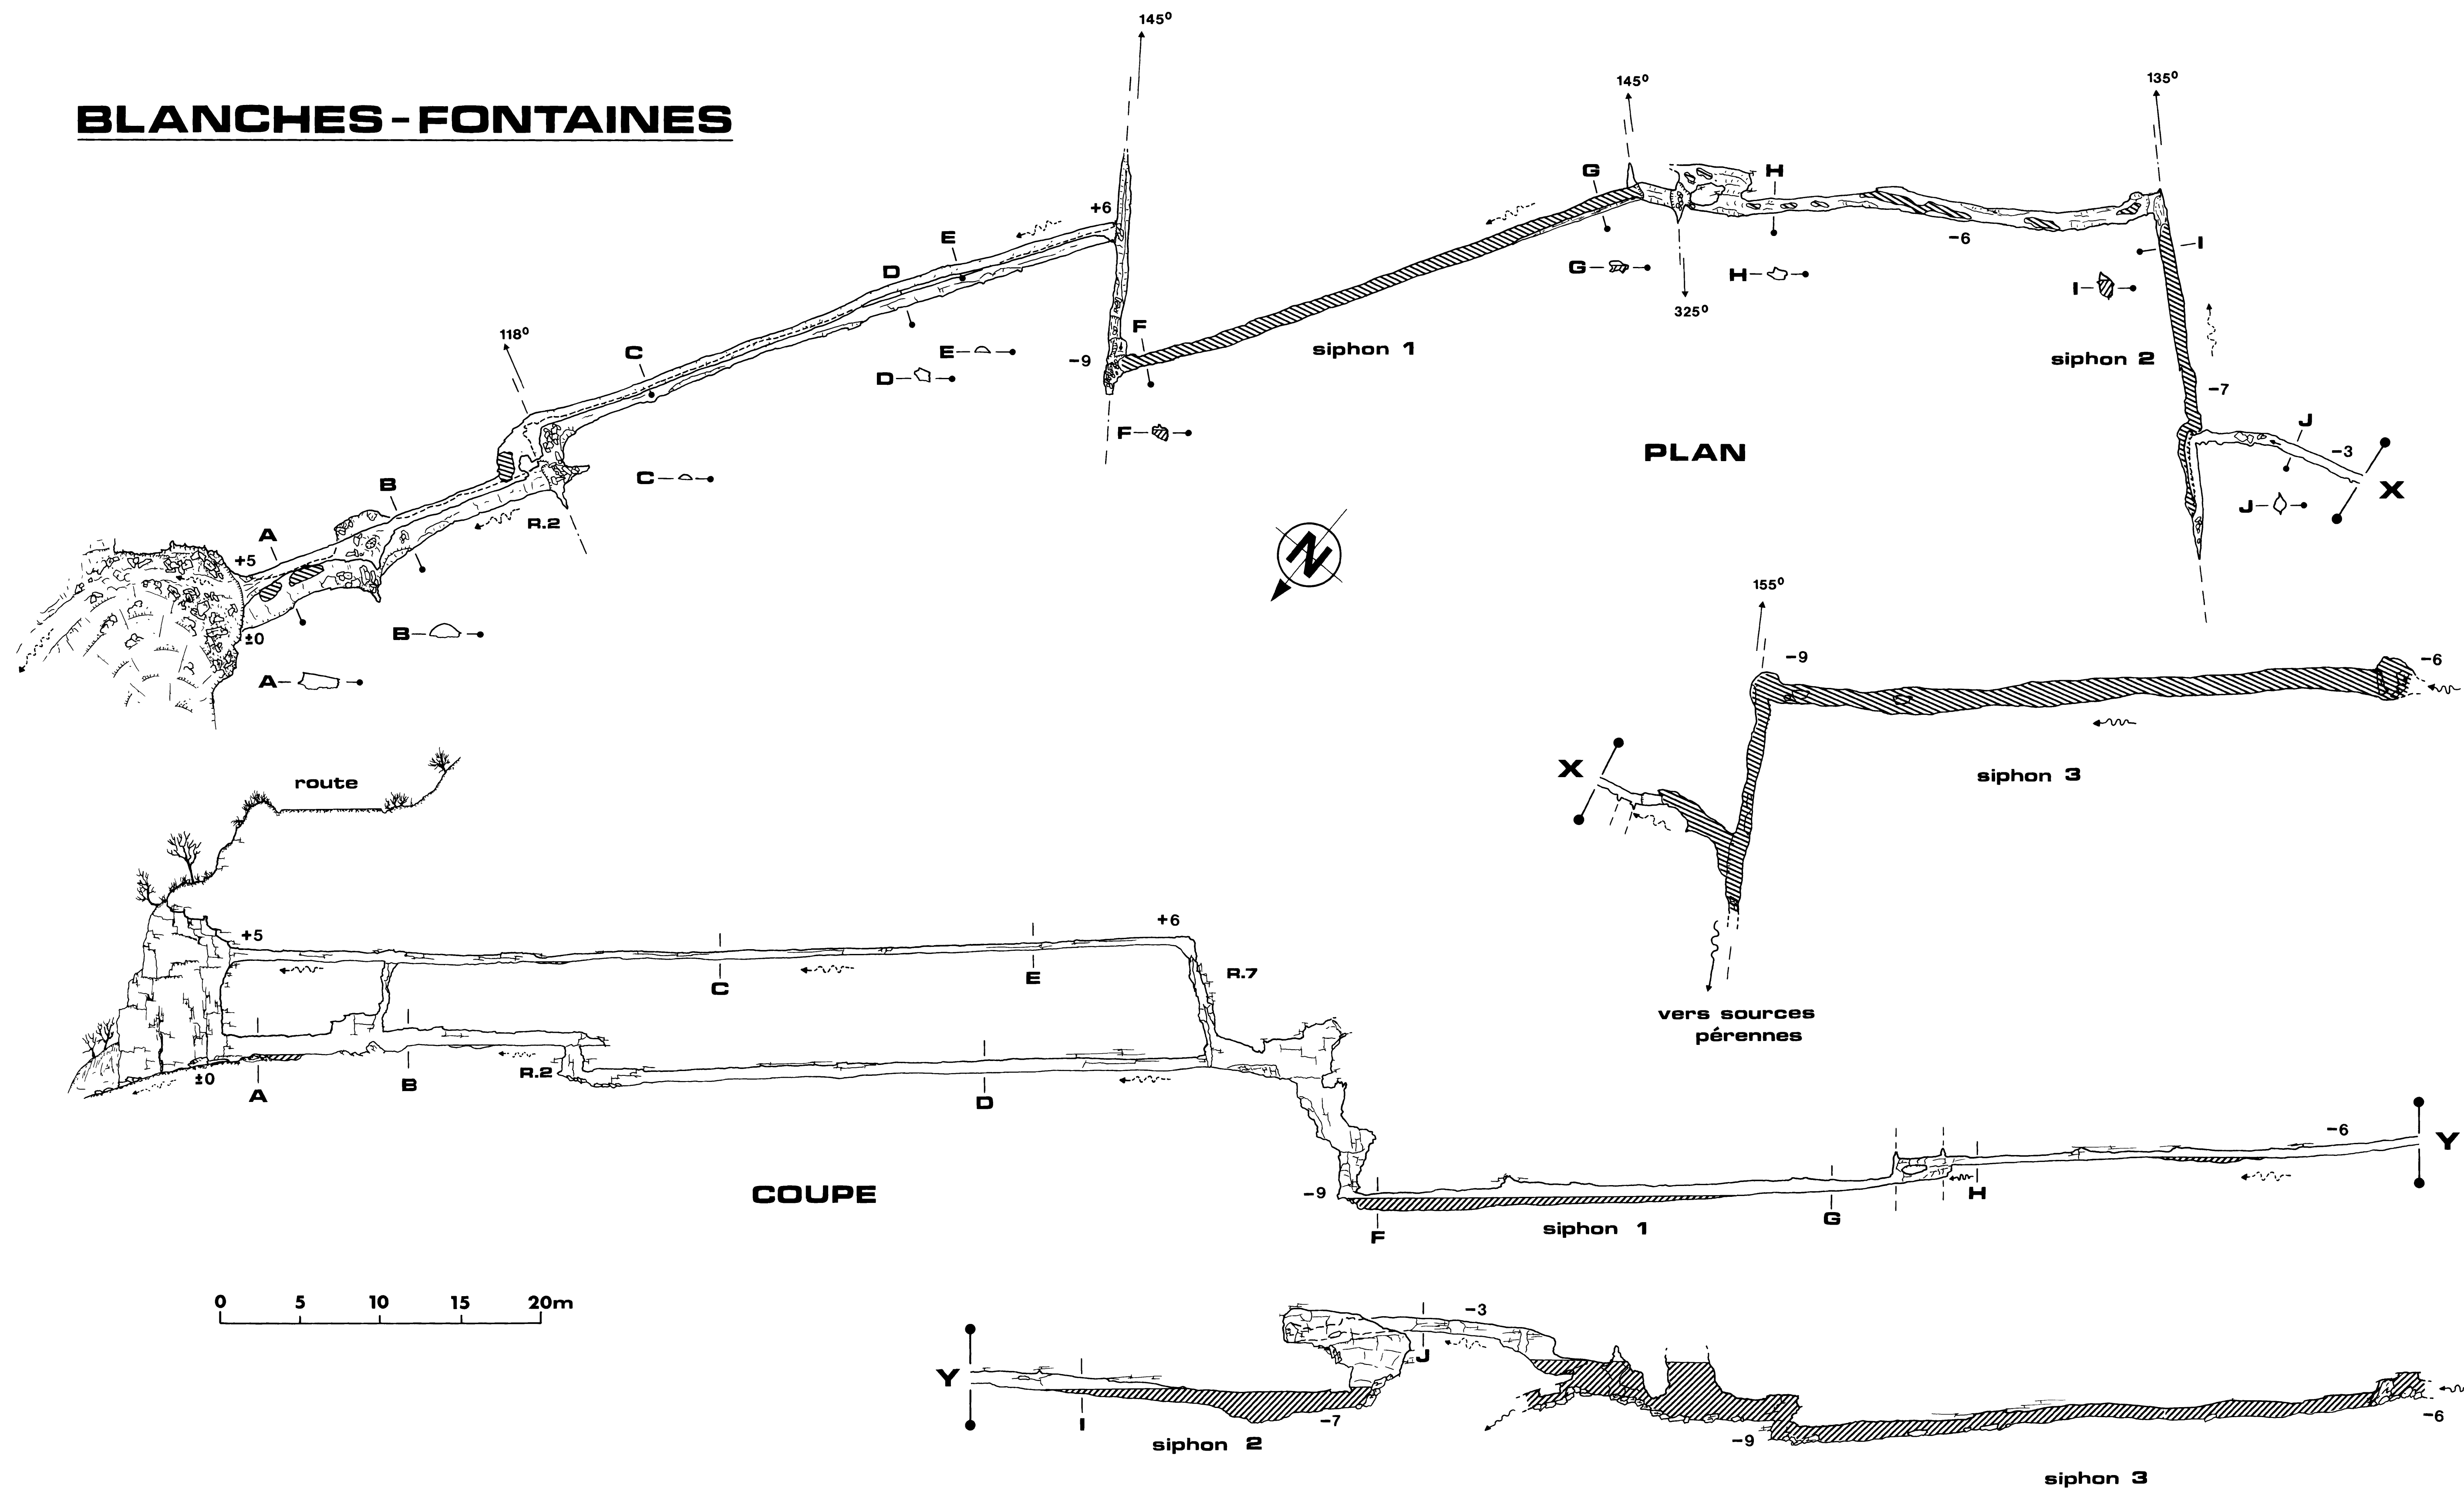 BLANCHES-FONTAINES
145⁰
145⁰
135⁰
G
H
+6
E
I
D
-6
G
H
I
325⁰
118⁰
F
C
siphon 1
siphon 2
E
-9
D
-7
J
F
PLAN
-3
X
C
B
J
R.2
N
A
+5
155⁰
B
±0
-9
-6
A
X
siphon 3
route
vers sources
pérennes
+5
+6
R.7
C
E
±0
A
B
R.2
D
-6
Y
COUPE
-9
H
F
siphon 1
G
0 5 10 15 20m
-3
J
Y
I
-7
siphon 2
-9
-6
siphon 3